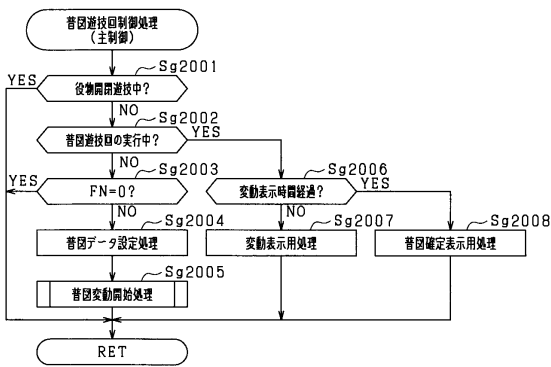 普図遊技回制御処理
(主制御)
Sg2001
YES
役物開閉遊技中?
NO
Sg2002
普図遊技回の実行中?
YES
NO
Sg2003
Sg2006
YES
FN=0?
変動表示時間経過?
YES
NO
Sg2004
NO
Sg2007
Sg2008
普図データ設定処理
変動表示用処理
普図確定表示用処理
Sg2005
普図変動開始処理
RET